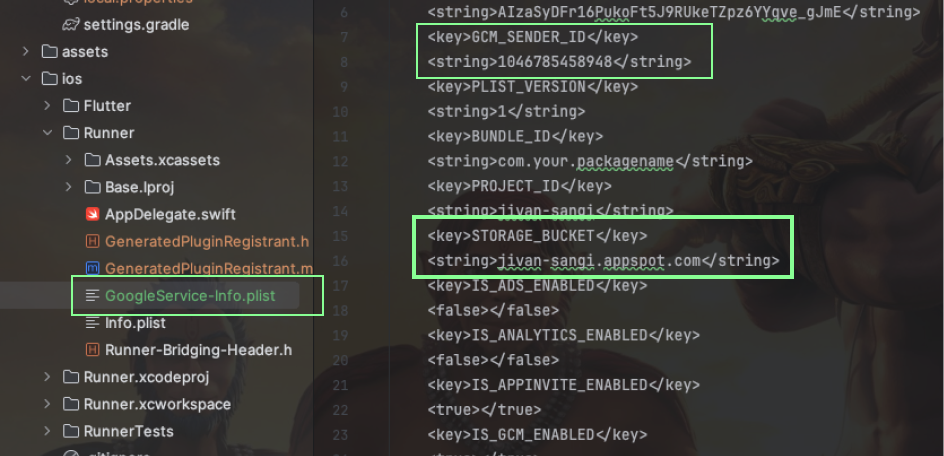 local.properties
settings.gradle
assets
ios
Flutter
Runner
Assets.xcassets
Base.lproj
AppDelegate.swift
GeneratedPluginRegistrant.h
GeneratedPluginRegistrant.m
GoogleService-Info.plist
Info.plist
Runner-Bridging-Header.h
Runner.xcodeproj
Runner.xcworkspace
RunnerTests
.gitignore
6 <string>AIzaSyDFr16PukoFt5J9RUkeTZpz6YYqve_gJmE</string>
7 <key>GCM_SENDER_ID</key>
8 <string>1046785458948</string>
9 <key>PLIST_VERSION</key>
10 <string>1</string>
11 <key>BUNDLE_ID</key>
12 <string>com.your.packagename</string>
13 <key>PROJECT_ID</key>
14 <string>jivan-sangi</string>
15 <key>STORAGE_BUCKET</key>
16 <string>jivan-sangi.appspot.com</string>
17 <key>IS_ADS_ENABLED</key>
18 <false></false>
19 <key>IS_ANALYTICS_ENABLED</key>
20 <false></false>
21 <key>IS_APPINVITE_ENABLED</key>
22 <true></true>
23 <key>IS_GCM_ENABLED</key>
<true></true>